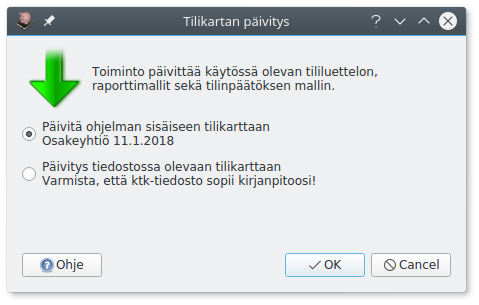 Tilikartan päivitys
Toiminto päivittää käytössä olevan tililuettelon,
raporttimallit sekä tilinpäätöksen mallin.
Päivitä ohjelman sisäiseen tilikarttaan
Osakeyhtiö 11.1.2018
Päivitys tiedostossa olevaan tilikarttaan
Varmista, että ktk-tiedosto sopii kirjanpitoosi!
Ohje
OK
Cancel